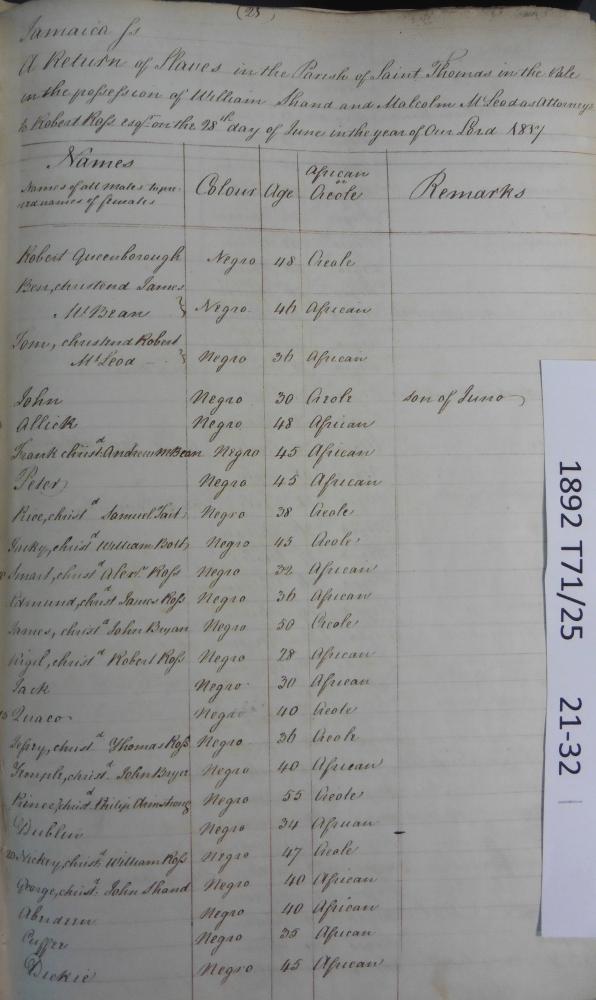 (25)
Jamaica Ss
A Return of Slaves in the Parish of Saint Thomas in the Vale
in the possession of William Shand and Malcolm McLeod as Attorneys
to Robert Ross esqr on the 28th day of June in the year of Our Lord 1817
Names
Names of all males
names of females
Colour Age African or Creole Remarks
Robert Queenborough Negro 48 Creole
Ben, christend James
McBean } Negro 46 African
Tom, christend Robert
McLeod } Negro 36 African
John Negro 30 Creole son of Juno
Allick Negro 48 African
Frank christd Andrew McBean Negro 45 African
Peter Negro 45 African
Rice, christd Samuel Tait Negro 38 Creole
christd William Bolt Negro 45 Creole
Smart, christd Alexr Ross Negro 32 African
Edmund, christd James Ross Negro 36 African
James, christd John Bryan Negro 50 Creole
Virgil, christd Robert Ross Negro 28 African
Jack Negro 30 African
Quaco Negro 40 Creole
christd Thomas Ross Negro 36 Creole
Temple, christd John Negro 40 African
Prince, christd Philip Armstrong Negro 55 Creole
Dublin Negro 34 African
20 Nickey, christd William Ross Negro 47 Creole
George, christd John Shand Negro 40 African
Aberdeen Negro 40 African
Cuffee Negro 35 African
Dickie Negro 45 African
1892 T71/25 21-32